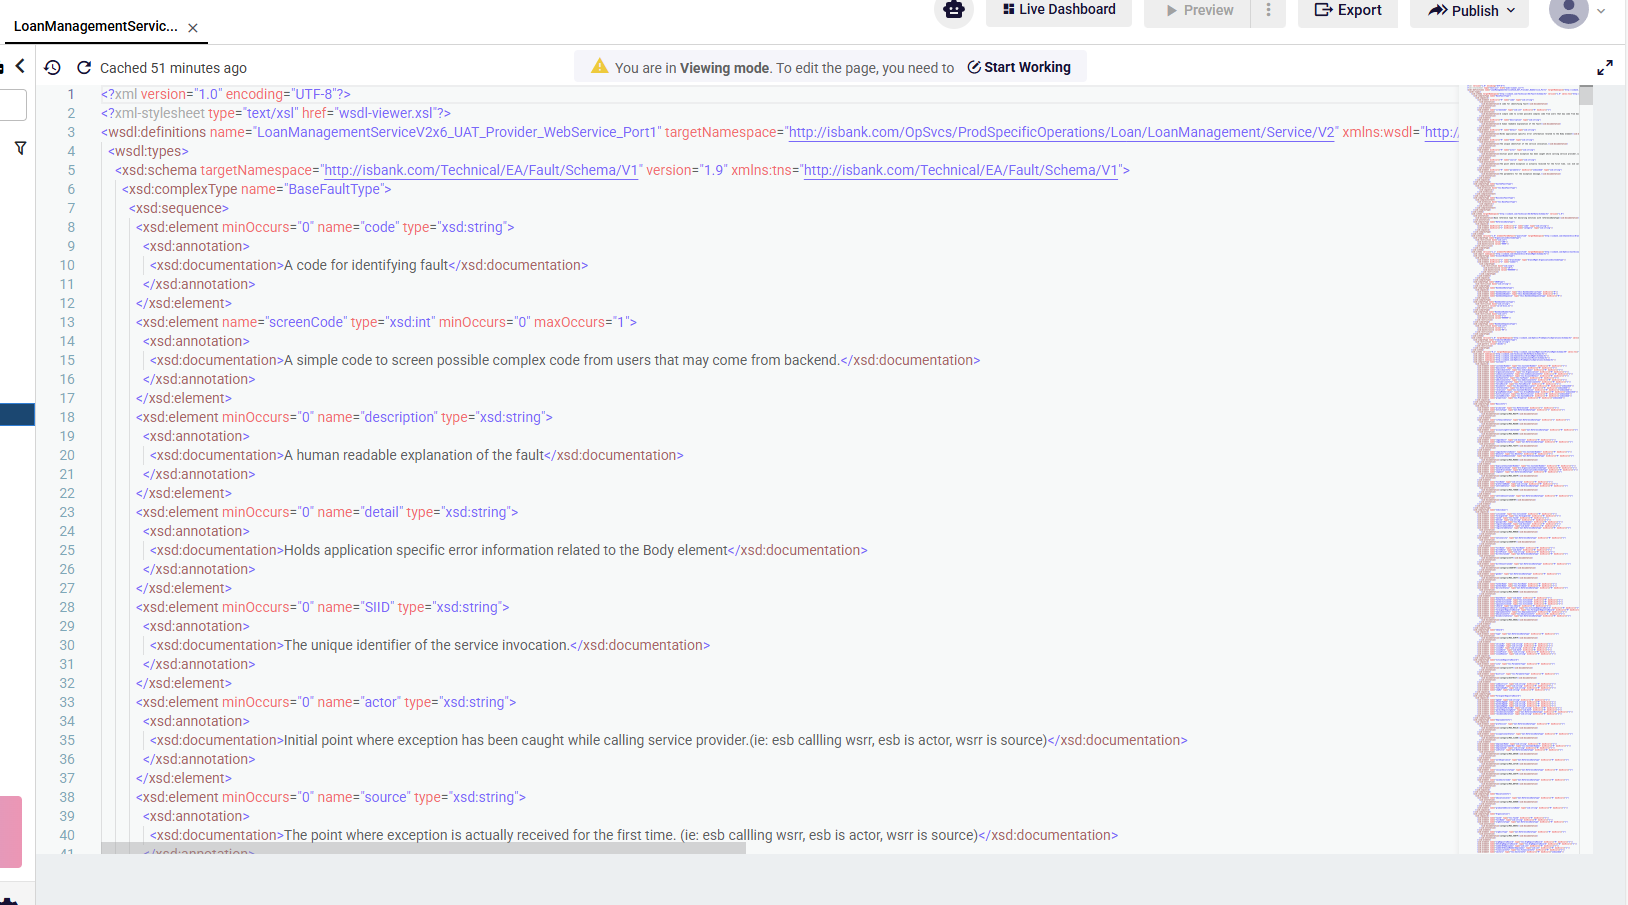 LoanManagementServic...
Live Dashboard
Preview
Export
Publish
Cached 51 minutes ago
You are in Viewing mode. To edit the page, you need to Start Working
1 <?xml version="1.0" encoding="UTF-8"?>
2 <?xml-stylesheet type="text/xsl" href="wsdl-viewer.xsl"?>
3 <wsdl:definitions name="LoanManagementServiceV2x6_UAT_Provider_WebService_Port1" targetNamespace="http://isbank.com/OpSvcs/ProdSpecificOperations/Loan/LoanManagement/Service/V2" xmlns:wsdl="http:/
4 <wsdl:types>
5 <xsd:schema targetNamespace="http://isbank.com/Technical/EA/Fault/Schema/V1" version="1.9" xmlns:tns="http://isbank.com/Technical/EA/Fault/Schema/V1">
6 <xsd:complexType name="BaseFaultType">
7 <xsd:sequence>
8 <xsd:element minOccurs="0" name="code" type="xsd:string">
9 <xsd:annotation>
10 <xsd:documentation>A code for identifying fault</xsd:documentation>
11 </xsd:annotation>
12 </xsd:element>
13 <xsd:element name="screenCode" type="xsd:int" minOccurs="0" maxOccurs="1">
14 <xsd:annotation>
15 <xsd:documentation>A simple code to screen possible complex code from users that may come from backend.</xsd:documentation>
16 </xsd:annotation>
17 </xsd:element>
18 <xsd:element minOccurs="0" name="description" type="xsd:string">
19 <xsd:annotation>
20 <xsd:documentation>A human readable explanation of the fault</xsd:documentation>
21 </xsd:annotation>
22 </xsd:element>
23 <xsd:element minOccurs="0" name="detail" type="xsd:string">
24 <xsd:annotation>
25 <xsd:documentation>Holds application specific error information related to the Body element</xsd:documentation>
26 </xsd:annotation>
27 </xsd:element>
28 <xsd:element minOccurs="0" name="SIID" type="xsd:string">
29 <xsd:annotation>
30 <xsd:documentation>The unique identifier of the service invocation.</xsd:documentation>
31 </xsd:annotation>
32 </xsd:element>
33 <xsd:element minOccurs="0" name="actor" type="xsd:string">
34 <xsd:annotation>
35 <xsd:documentation>Initial point where exception has been caught while calling service provider.(ie: esb callling wsrr, esb is actor, wsrr is source)</xsd:documentation>
36 </xsd:annotation>
37 </xsd:element>
38 <xsd:element minOccurs="0" name="source" type="xsd:string">
39 <xsd:annotation>
40 <xsd:documentation>The point where exception is actually received for the first time. (ie: esb callling wsrr, esb is actor, wsrr is source)</xsd:documentation>
41 </xsd:annotation>